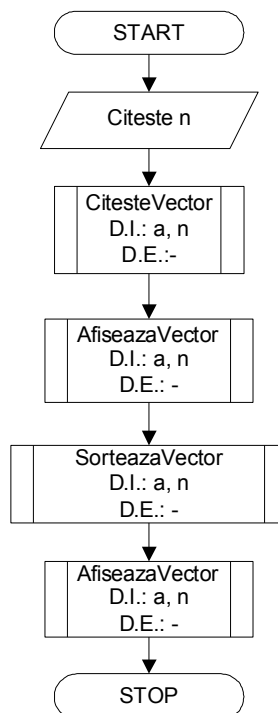 START
Citeste n
CitesteVector
D.I.: a, n
D.E.:-
AfiseazaVector
D.I.: a, n
D.E.: -
SorteazaVector
D.I.: a, n
D.E.: -
AfiseazaVector
D.I.: a, n
D.E.: -
STOP